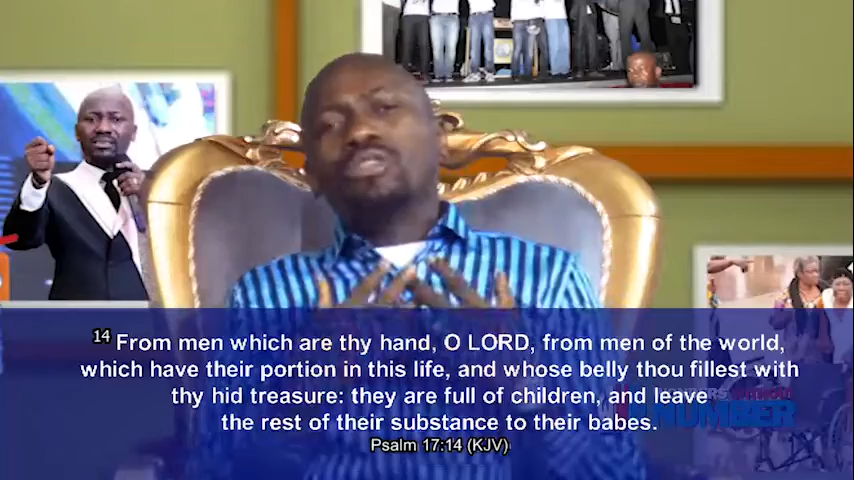 14 From men which are thy hand, O LORD, from men of the world,
which have their portion in this life, and whose belly thou fillest with
thy hid treasure: they are full of children, and leave
the rest of their substance to their babes.
Psalm 17:14 (KJV)
NUMBER